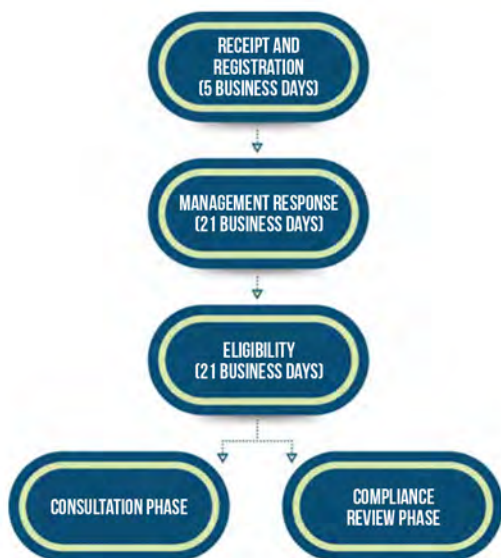 RECEIPT AND
REGISTRATION
(5 BUSINESS DAYS)
MANAGEMENT RESPONSE
(21 BUSINESS DAYS)
ELIGIBILITY
(21 BUSINESS DAYS)
CONSULTATION PHASE
COMPLIANCE
REVIEW PHASE